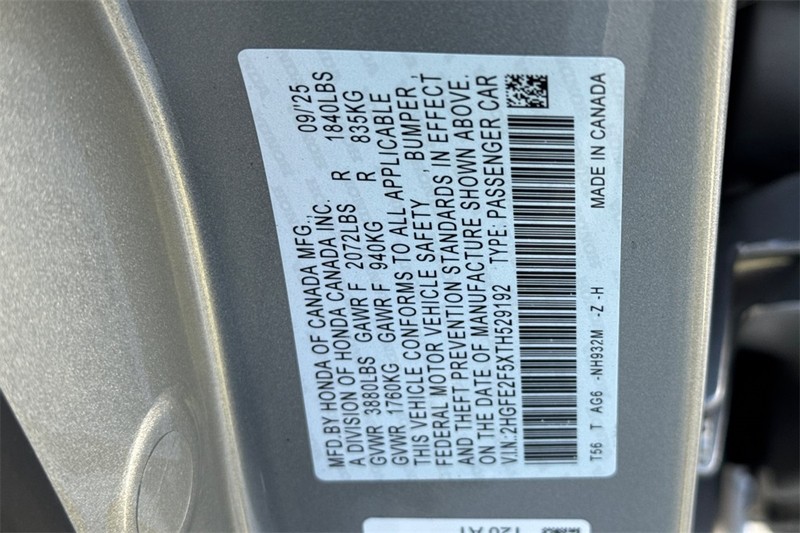 MFD.BY HONDA OF CANADA MFG., 09/'25
A DIVISION OF HONDA CANADA INC.
GVWR 3880LBS GAWR F 2072LBS R 1840LBS
GVWR 1760KG GAWR F 940KG R 835KG
THIS VEHICLE CONFORMS TO ALL APPLICABLE
FEDERAL MOTOR VEHICLE SAFETY , BUMPER ,
AND THEFT PREVENTION STANDARDS IN EFFECT
ON THE DATE OF MANUFACTURE SHOWN ABOVE.
V.I.N:2HGFE2F5XTH529192 TYPE: PASSENGER CAR
T56 T AG6 -NH932M -Z -H MADE IN CANADA